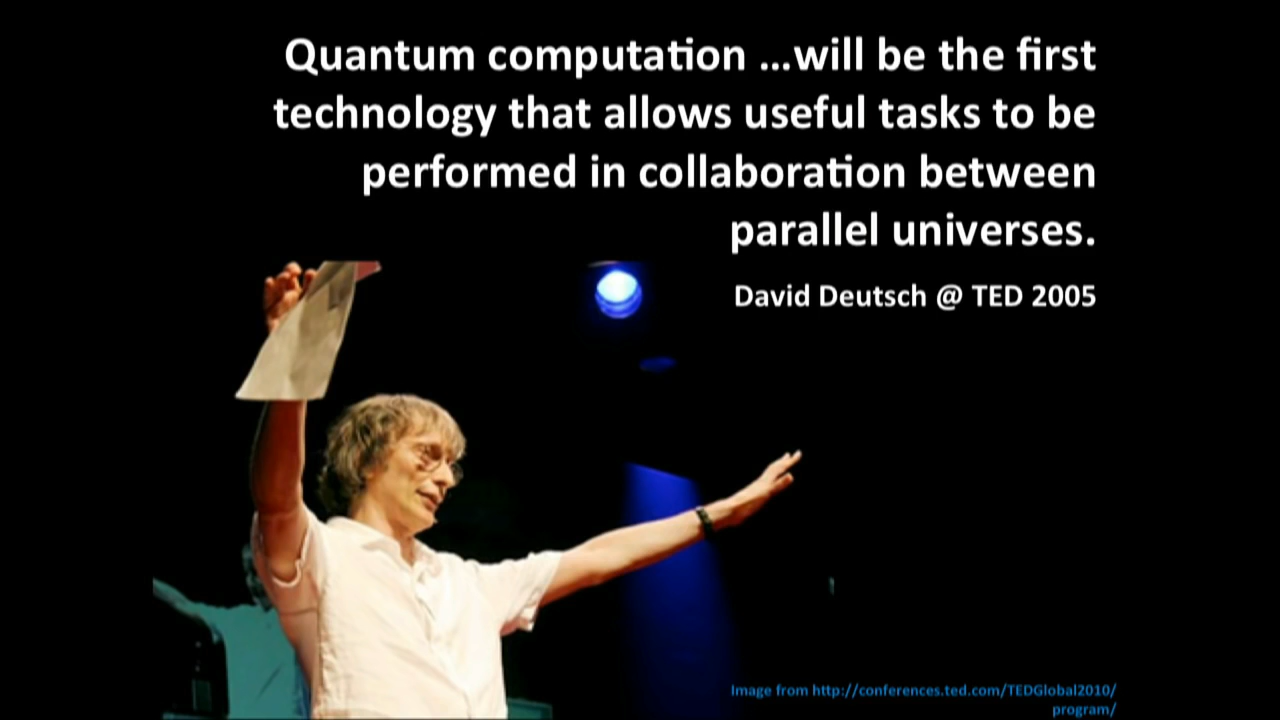 Quantum computation ...will be the first
technology that allows useful tasks to be
performed in collaboration between
parallel universes.
David Deutsch @ TED 2005
Image from http://conferences.ted.com/TEDGlobal2010/
program/